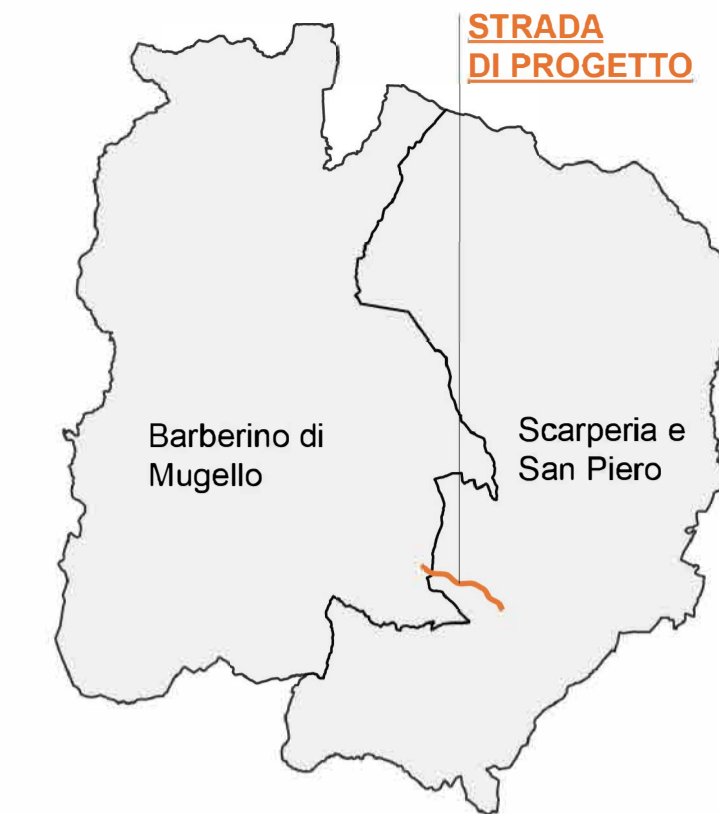 STRADA
DI PROGETTO
Barberino di
Mugello
Scarperia e
San Piero